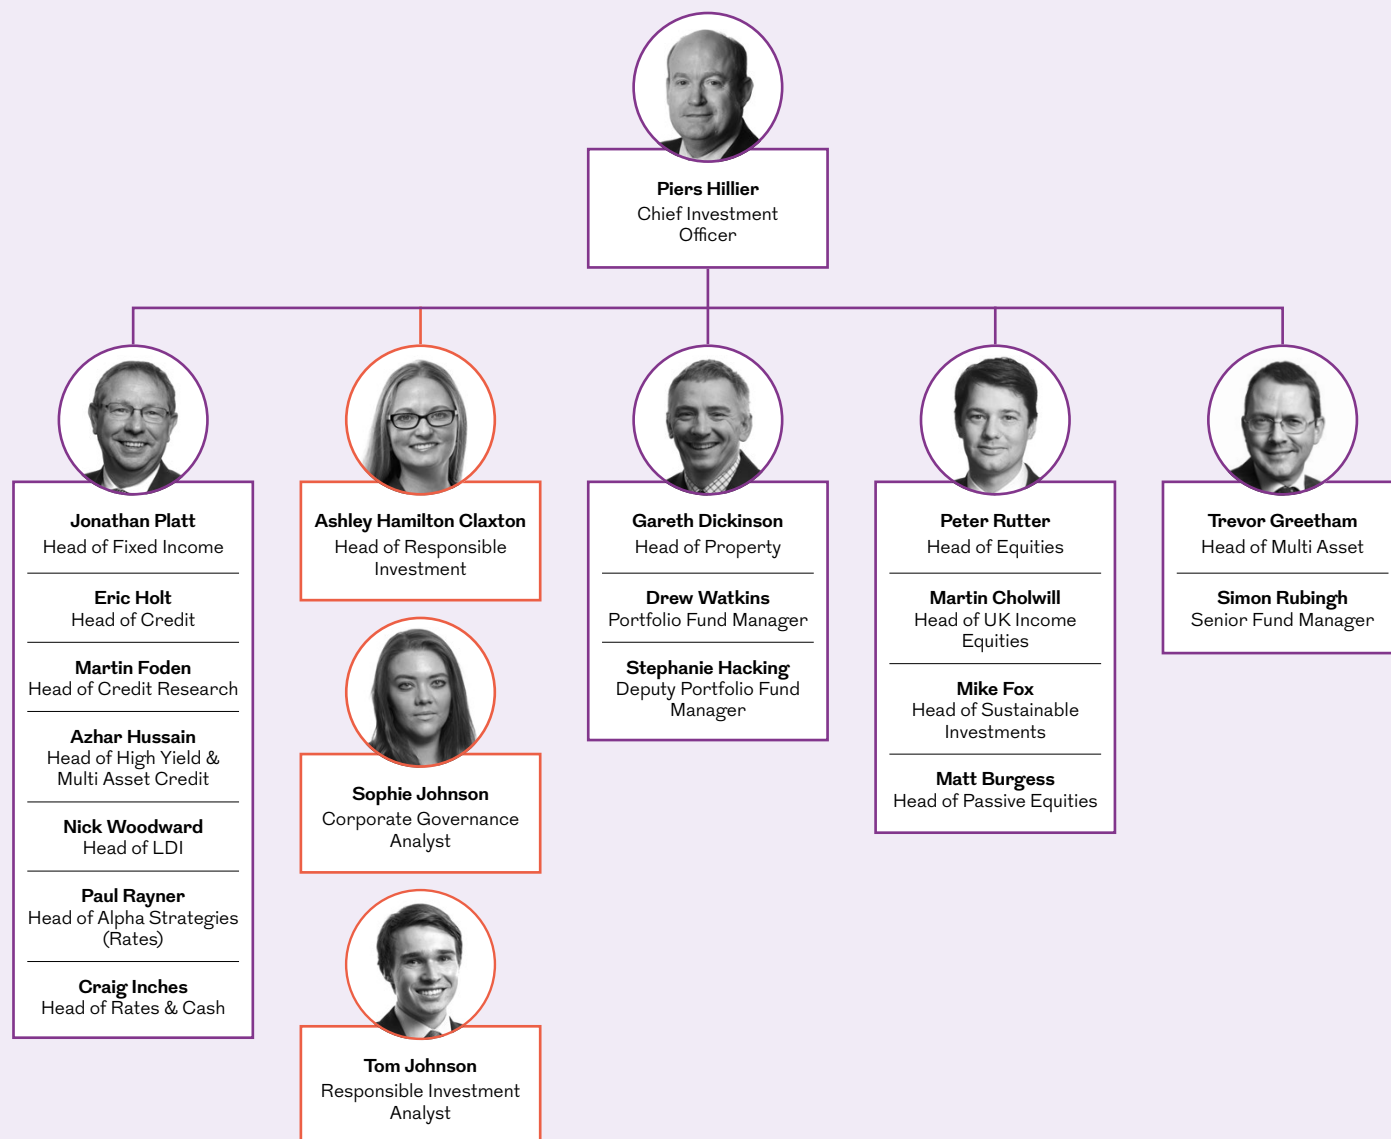 Piers Hillier
Chief Investment
Officer
Jonathan Platt
Head of Fixed Income
Eric Holt
Head of Credit
Martin Foden
Head of Credit Research
Azhar Hussain
Head of High Yield &
Multi Asset Credit
Nick Woodward
Head of LDI
Paul Rayner
Head of Alpha Strategies
(Rates)
Craig Inches
Head of Rates & Cash
Ashley Hamilton Claxton
Head of Responsible
Investment
Sophie Johnson
Corporate Governance
Analyst
Tom Johnson
Responsible Investment
Analyst
Gareth Dickinson
Head of Property
Drew Watkins
Portfolio Fund Manager
Stephanie Hacking
Deputy Portfolio Fund
Manager
Peter Rutter
Head of Equities
Martin Cholwill
Head of UK Income
Equities
Mike Fox
Head of Sustainable
Investments
Matt Burgess
Head of Passive Equities
Trevor Greetham
Head of Multi Asset
Simon Rubingh
Senior Fund Manager